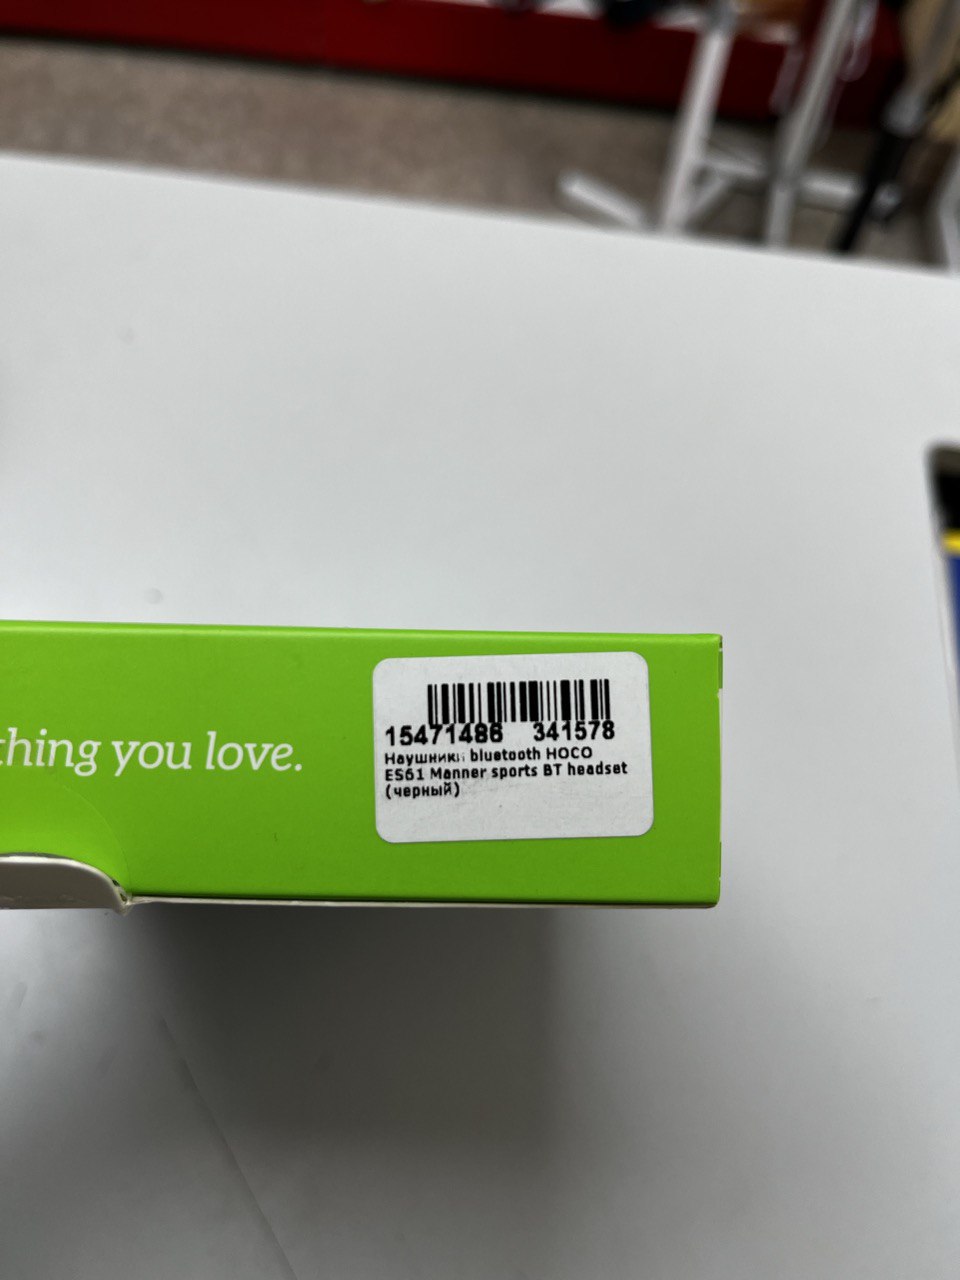 thing you love.
15471486 341578
Наушники bluetooth HOCO
ES61 Manner sports BT headset
(черный)